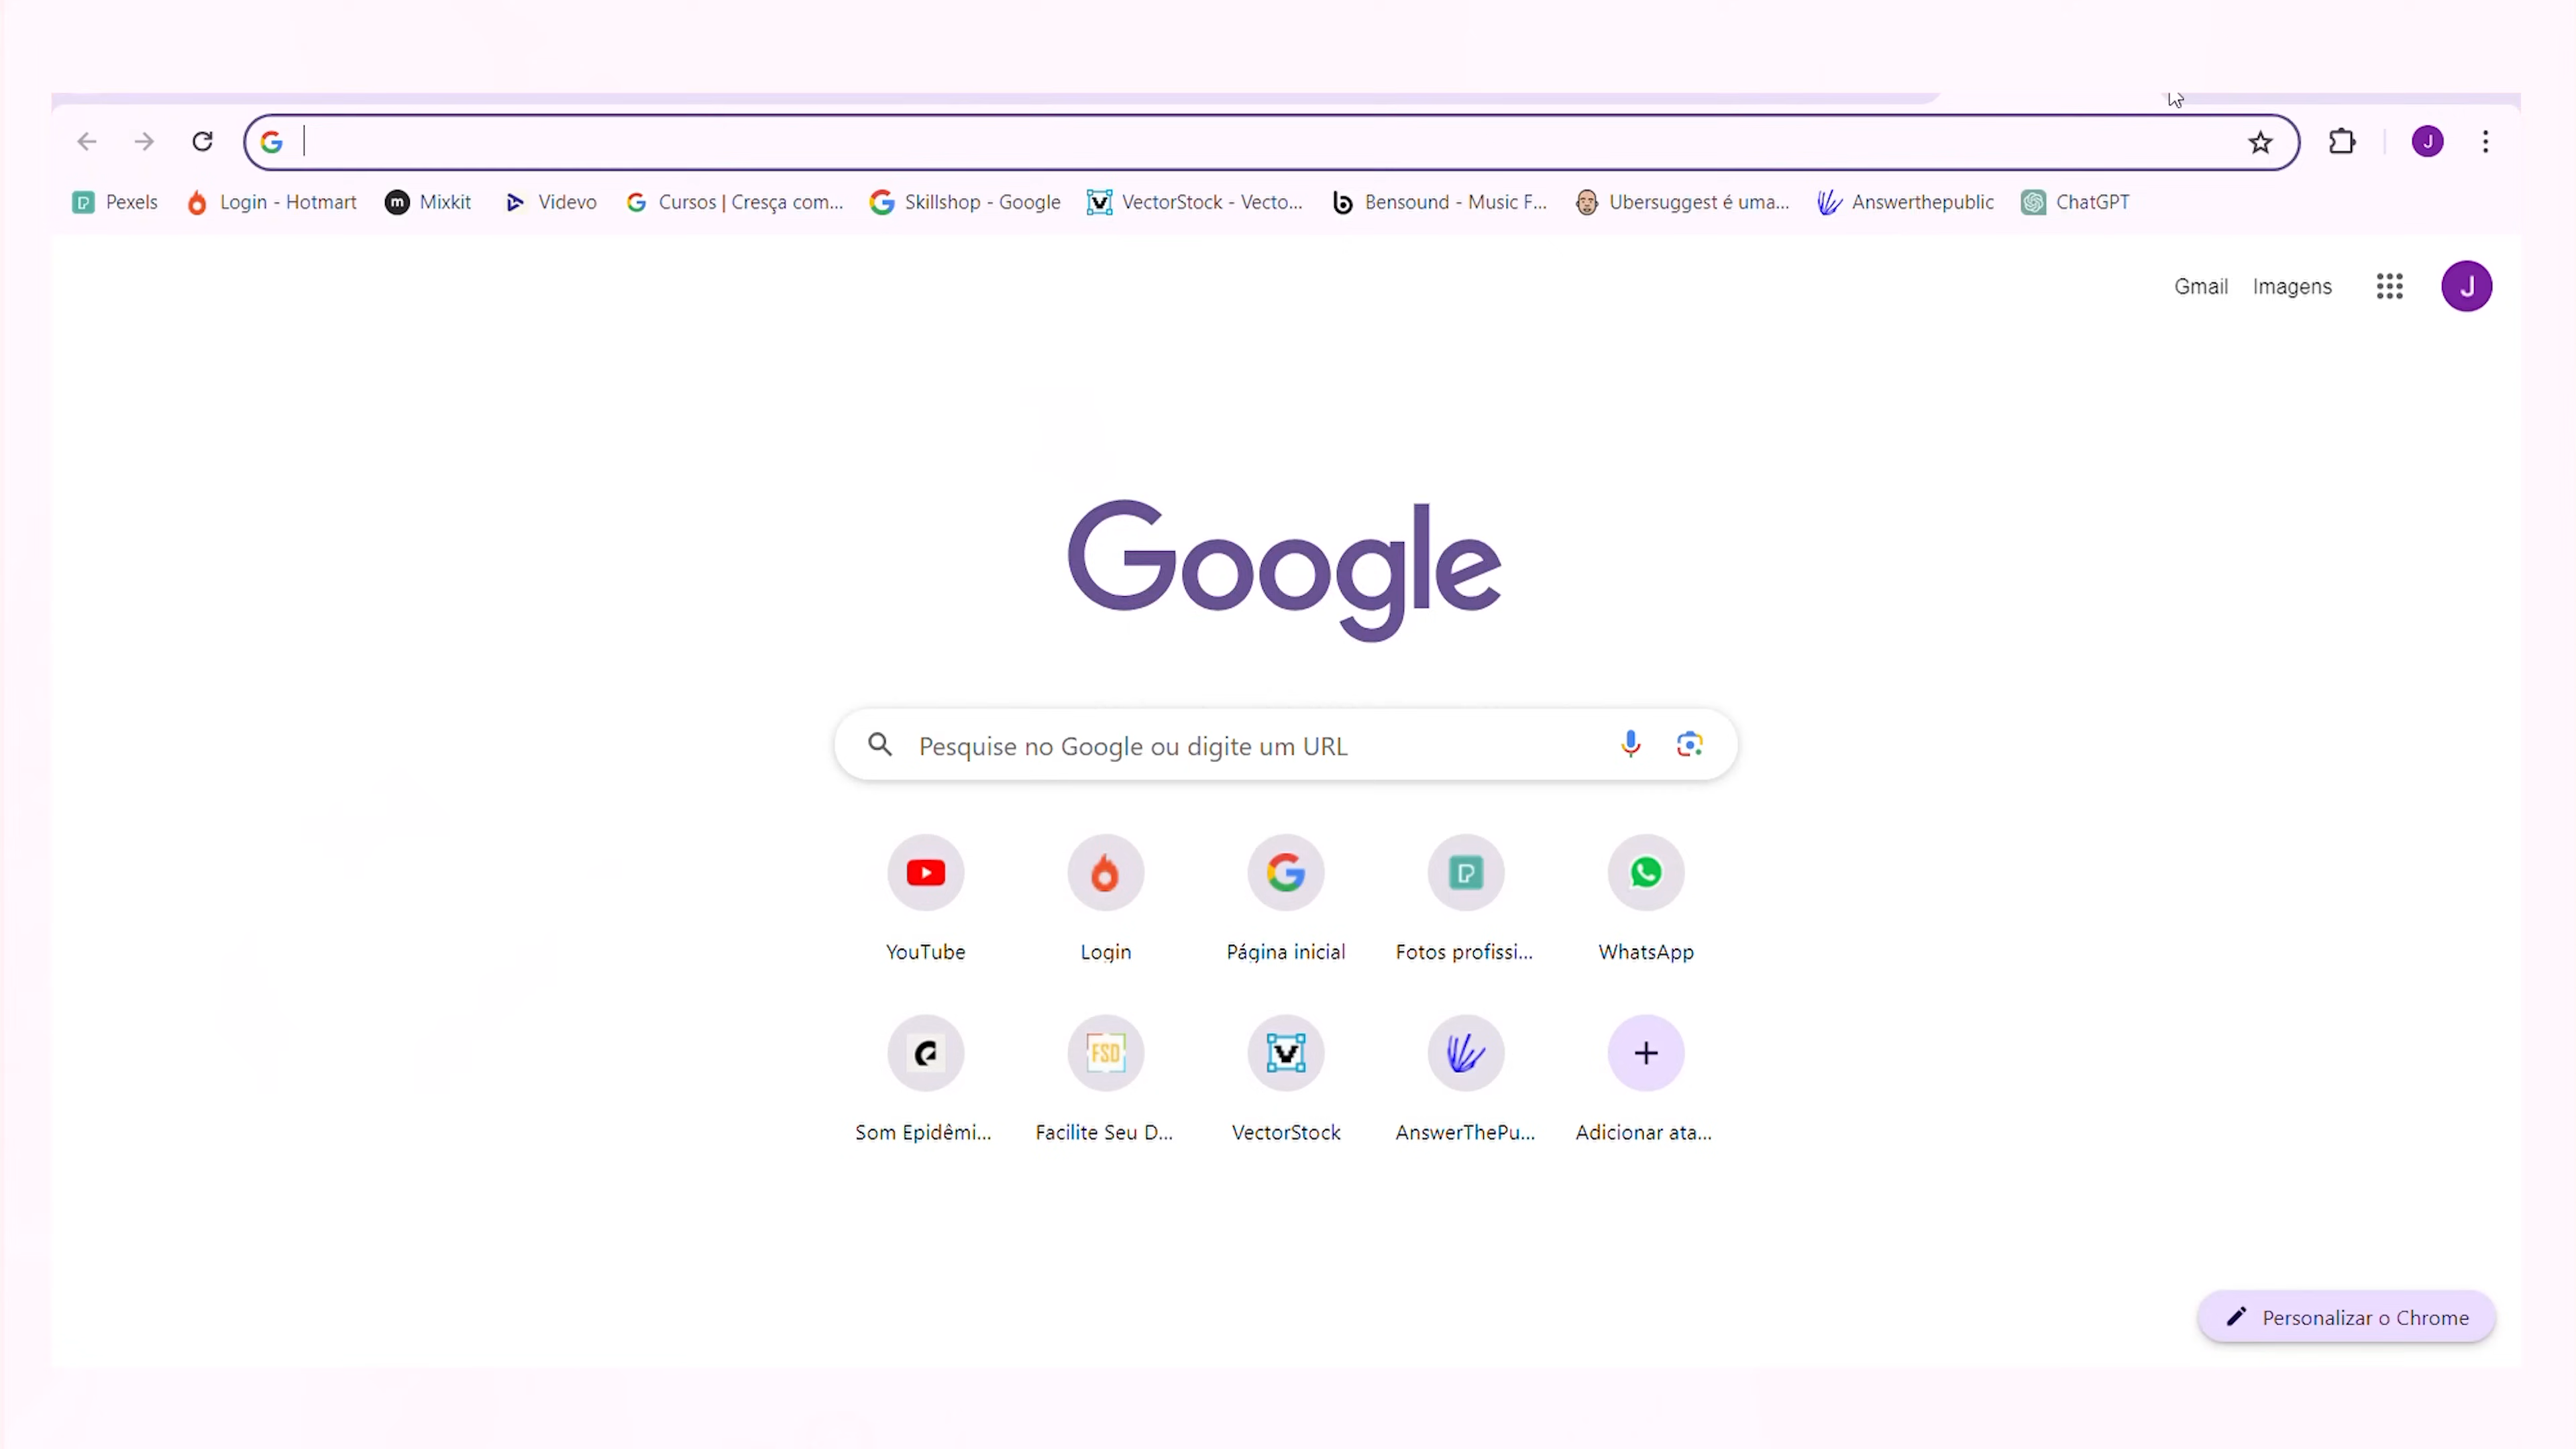 J
Pexels
Login - Hotmart
m
Mixkit
Videvo
Cursos | Cresça com...
Skillshop - Google
VectorStock - Vecto...
Bensound - Music F...
Ubersuggest é uma...
Answerthepublic
ChatGPT
Gmail
Imagens
J
Google
Pesquise no Google ou digite um URL
YouTube
Login
Página inicial
Fotos profissi...
WhatsApp
FSD
Som Epidêmi...
Facilite Seu D...
VectorStock
AnswerThePu...
Adicionar ata...
Personalizar o Chrome